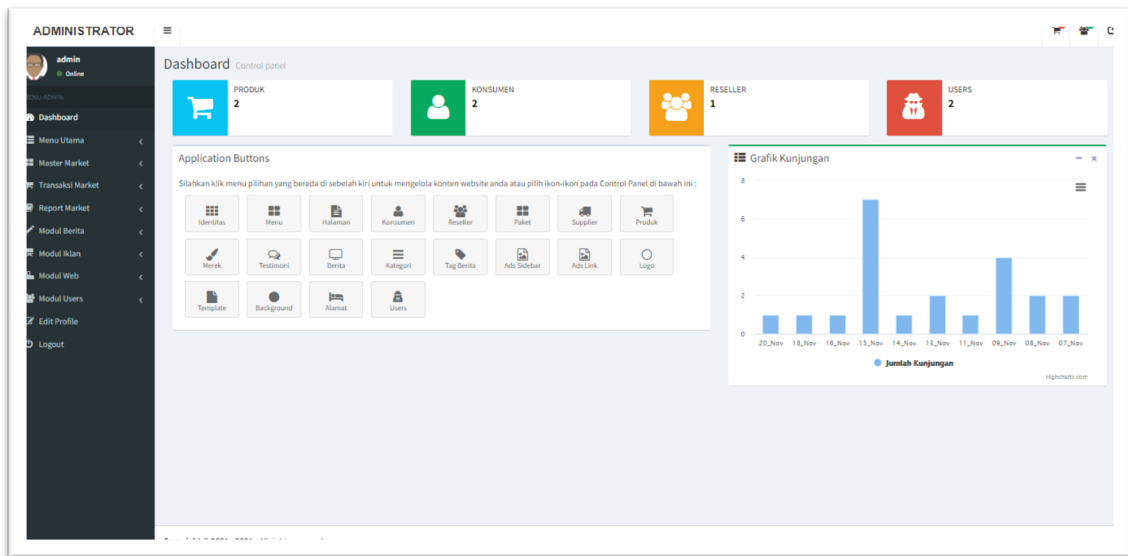 ADMINISTRATOR
admin
Online
MENU ADMIN
Dashboard
Menu Utama
Master Market
Transaksi Market
Report Market
Modul Berita
Modul Iklan
Modul Web
Modul Users
Edit Profile
Logout
Dashboard Control panel
PRODUK
2
KONSUMEN
2
RESELLER
1
USERS
2
Application Buttons
Silahkan klik menu pilihan yang berada di sebelah kiri untuk mengelola konten website anda atau pilih ikon-ikon pada Control Panel di bawah ini :
Identitas Menu Halaman Konsumen Reseller Paket Supplier Produk
Merek Testimoni Berita Kategori Tag Berita Ads Sidebar Ads Link Logo
Template Background Alamat Users
Grafik Kunjungan
8
6
4
2
0
20_Nov 18_Nov 16_Nov 15_Nov 14_Nov 13_Nov 11_Nov 09_Nov 08_Nov 07_Nov
Jumlah Kunjungan
Highcharts.com